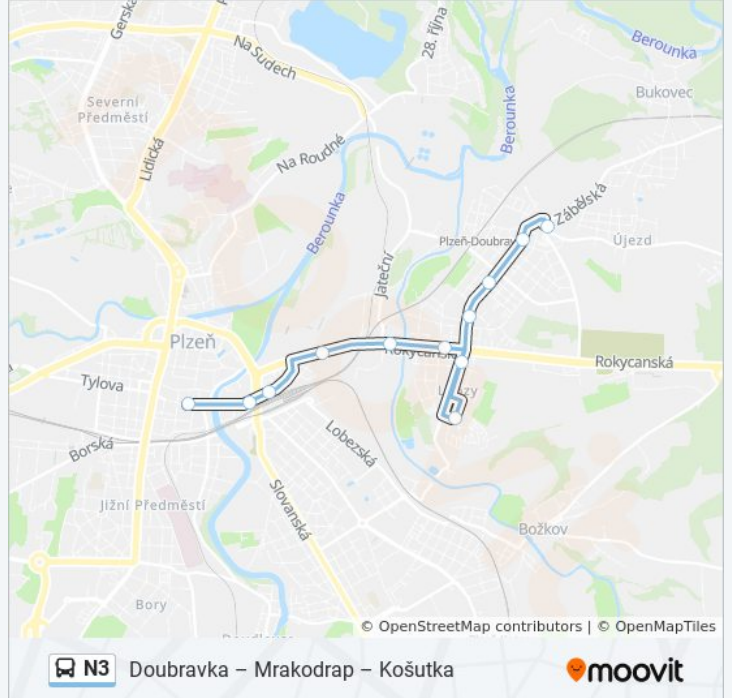 Gerská
Na Sudech
28. října
Berounka
Bukovec
Severní
Předměstí
Lidická
Na Roudné
Berounka
Berounka
Zábělská
Plzeň-Doubrav
Újezd
Jateční
Plzeň
Rokycanská
Rokycanská
Tylova
Lobezská
Borská
Slovanská
Jižní Předměstí
Božkov
Bory
© OpenStreetMap contributors | © OpenMapTiles
N3 Doubravka – Mrakodrap – Košutka
moovit